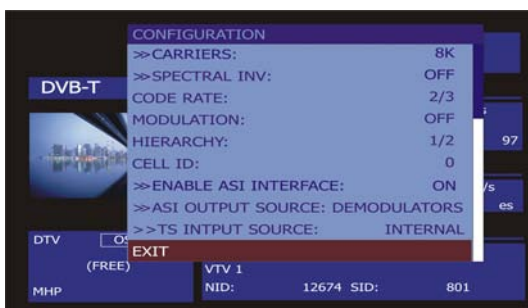 CONFIGURATION
>>CARRIERS: 8K
>>SPECTRAL INV: OFF
CODE RATE: 2/3
MODULATION: OFF
HIERARCHY: 1/2
CELL ID: 0
>>ENABLE ASI INTERFACE: ON
>>ASI OUTPUT SOURCE: DEMODULATORS
>>TS INTPUT SOURCE: INTERNAL
EXIT
DVB-T
97
/s
es
DTV
(FREE)
MHP
VTV 1
NID: 12674 SID: 801